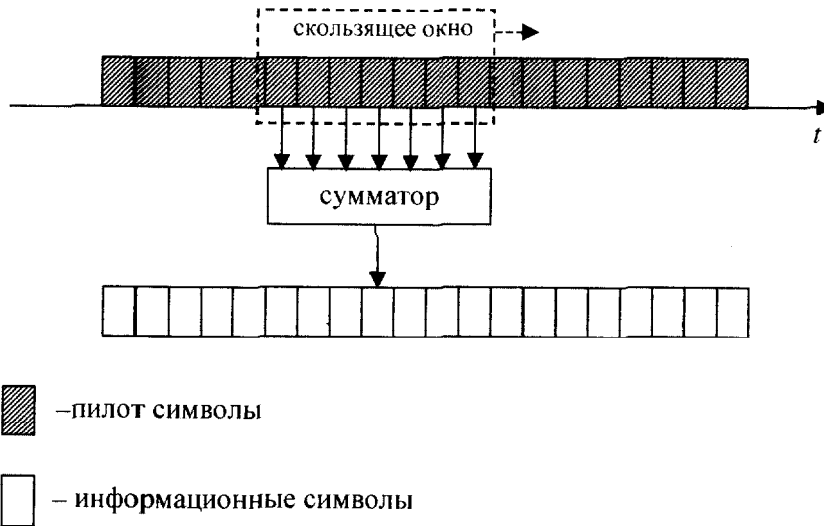 скользящее окно
t
сумматор
–пилот символы
– информационные символы